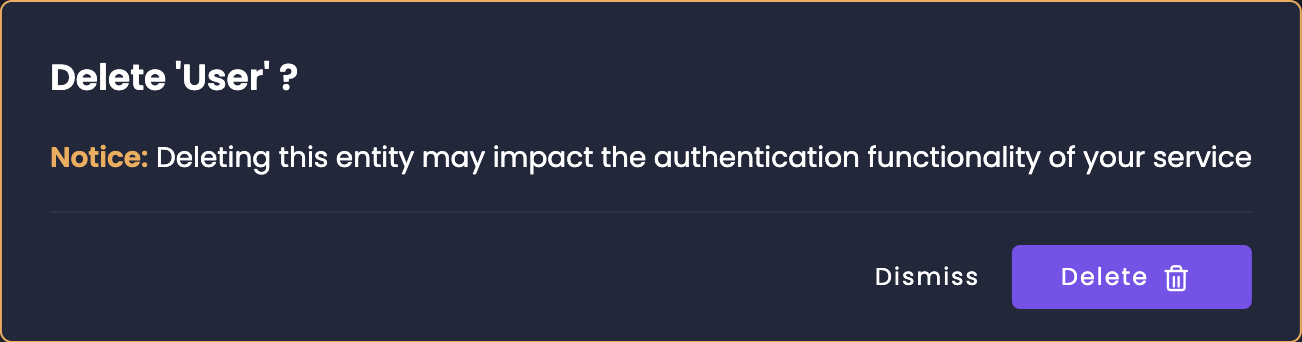 Delete 'User' ?
Notice: Deleting this entity may impact the authentication functionality of your service
Dismiss
Delete